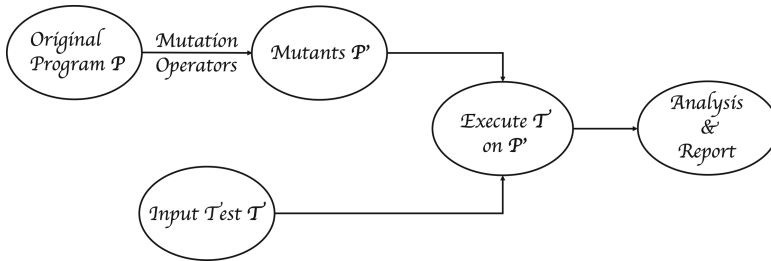 Original
Program P
Mutation
Operators
Mutants P'
Execute T
on P'
Analysis
&
Report
Input Test T